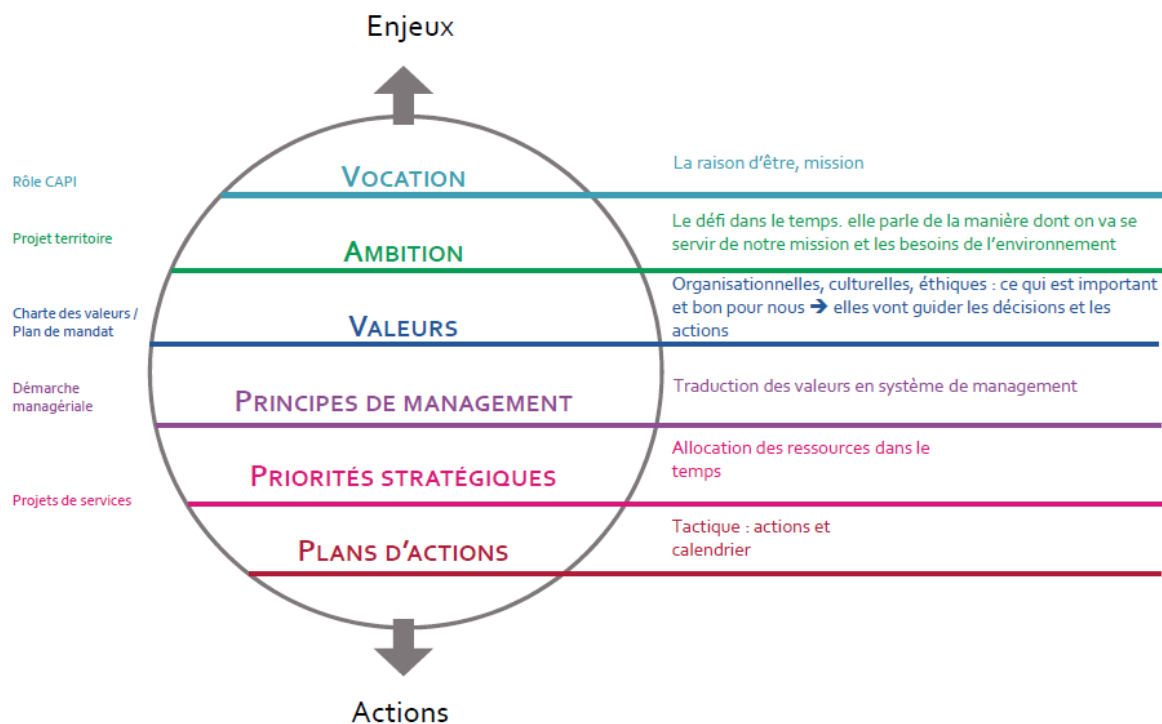 Enjeux
Rôle CAPI
VOCATION
La raison d'être, mission
Projet territoire
AMBITION
Le défi dans le temps. elle parle de la manière dont on va se
servir de notre mission et les besoins de l'environnement
Charte des valeurs /
Plan de mandat
VALEURS
Organisationnelles, culturelles, éthiques : ce qui est important
et bon pour nous ➔ elles vont guider les décisions et les
actions
Démarche
managériale
PRINCIPES DE MANAGEMENT
Traduction des valeurs en système de management
PRIORITÉS STRATÉGIQUES
Allocation des ressources dans le
temps
Projets de services
PLANS D'ACTIONS
Tactique : actions et
calendrier
Actions